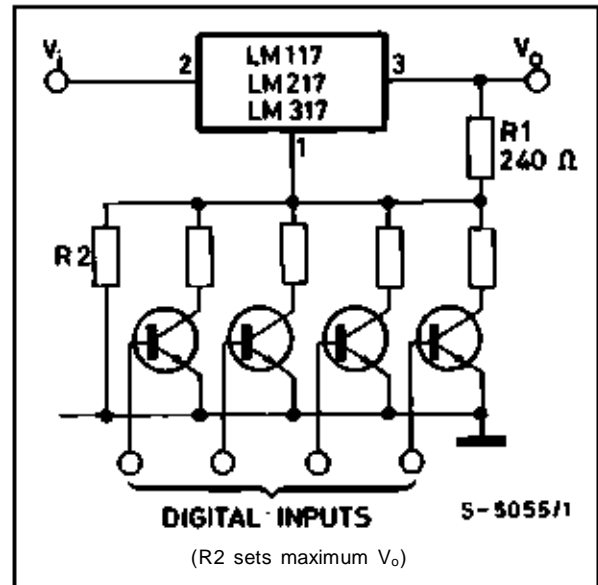 Vi
2
LM117
LM217
LM317
3
Vo
1
R1
240 Ω
R2
DIGITAL INPUTS
S-5055/1
(R2 sets maximum Vo)